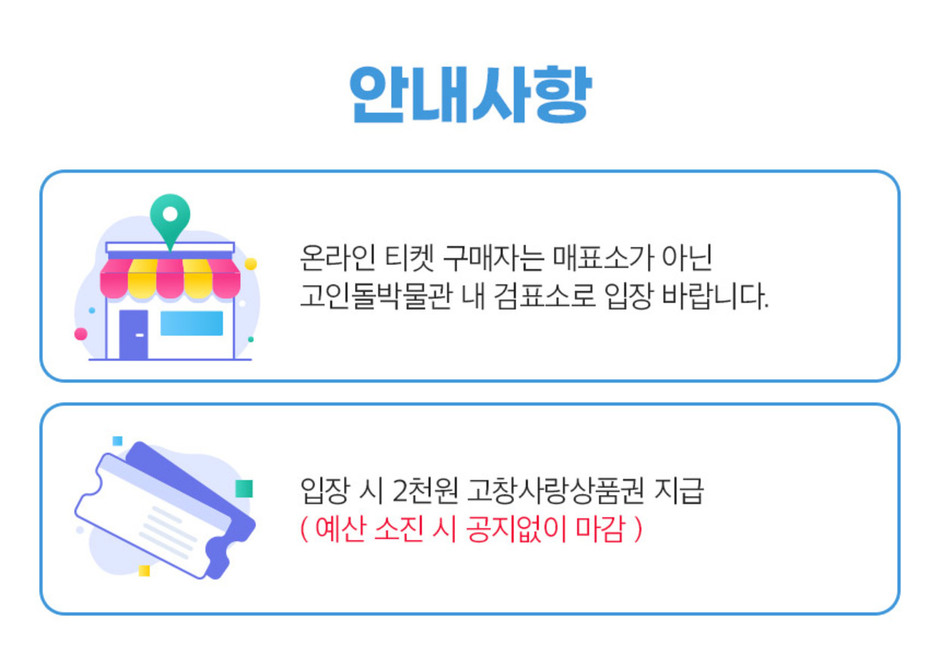 안내사항
온라인 티켓 구매자는 매표소가 아닌
고인돌박물관 내 검표소로 입장 바랍니다.
입장 시 2천원 고창사랑상품권 지급
( 예산 소진 시 공지없이 마감 )